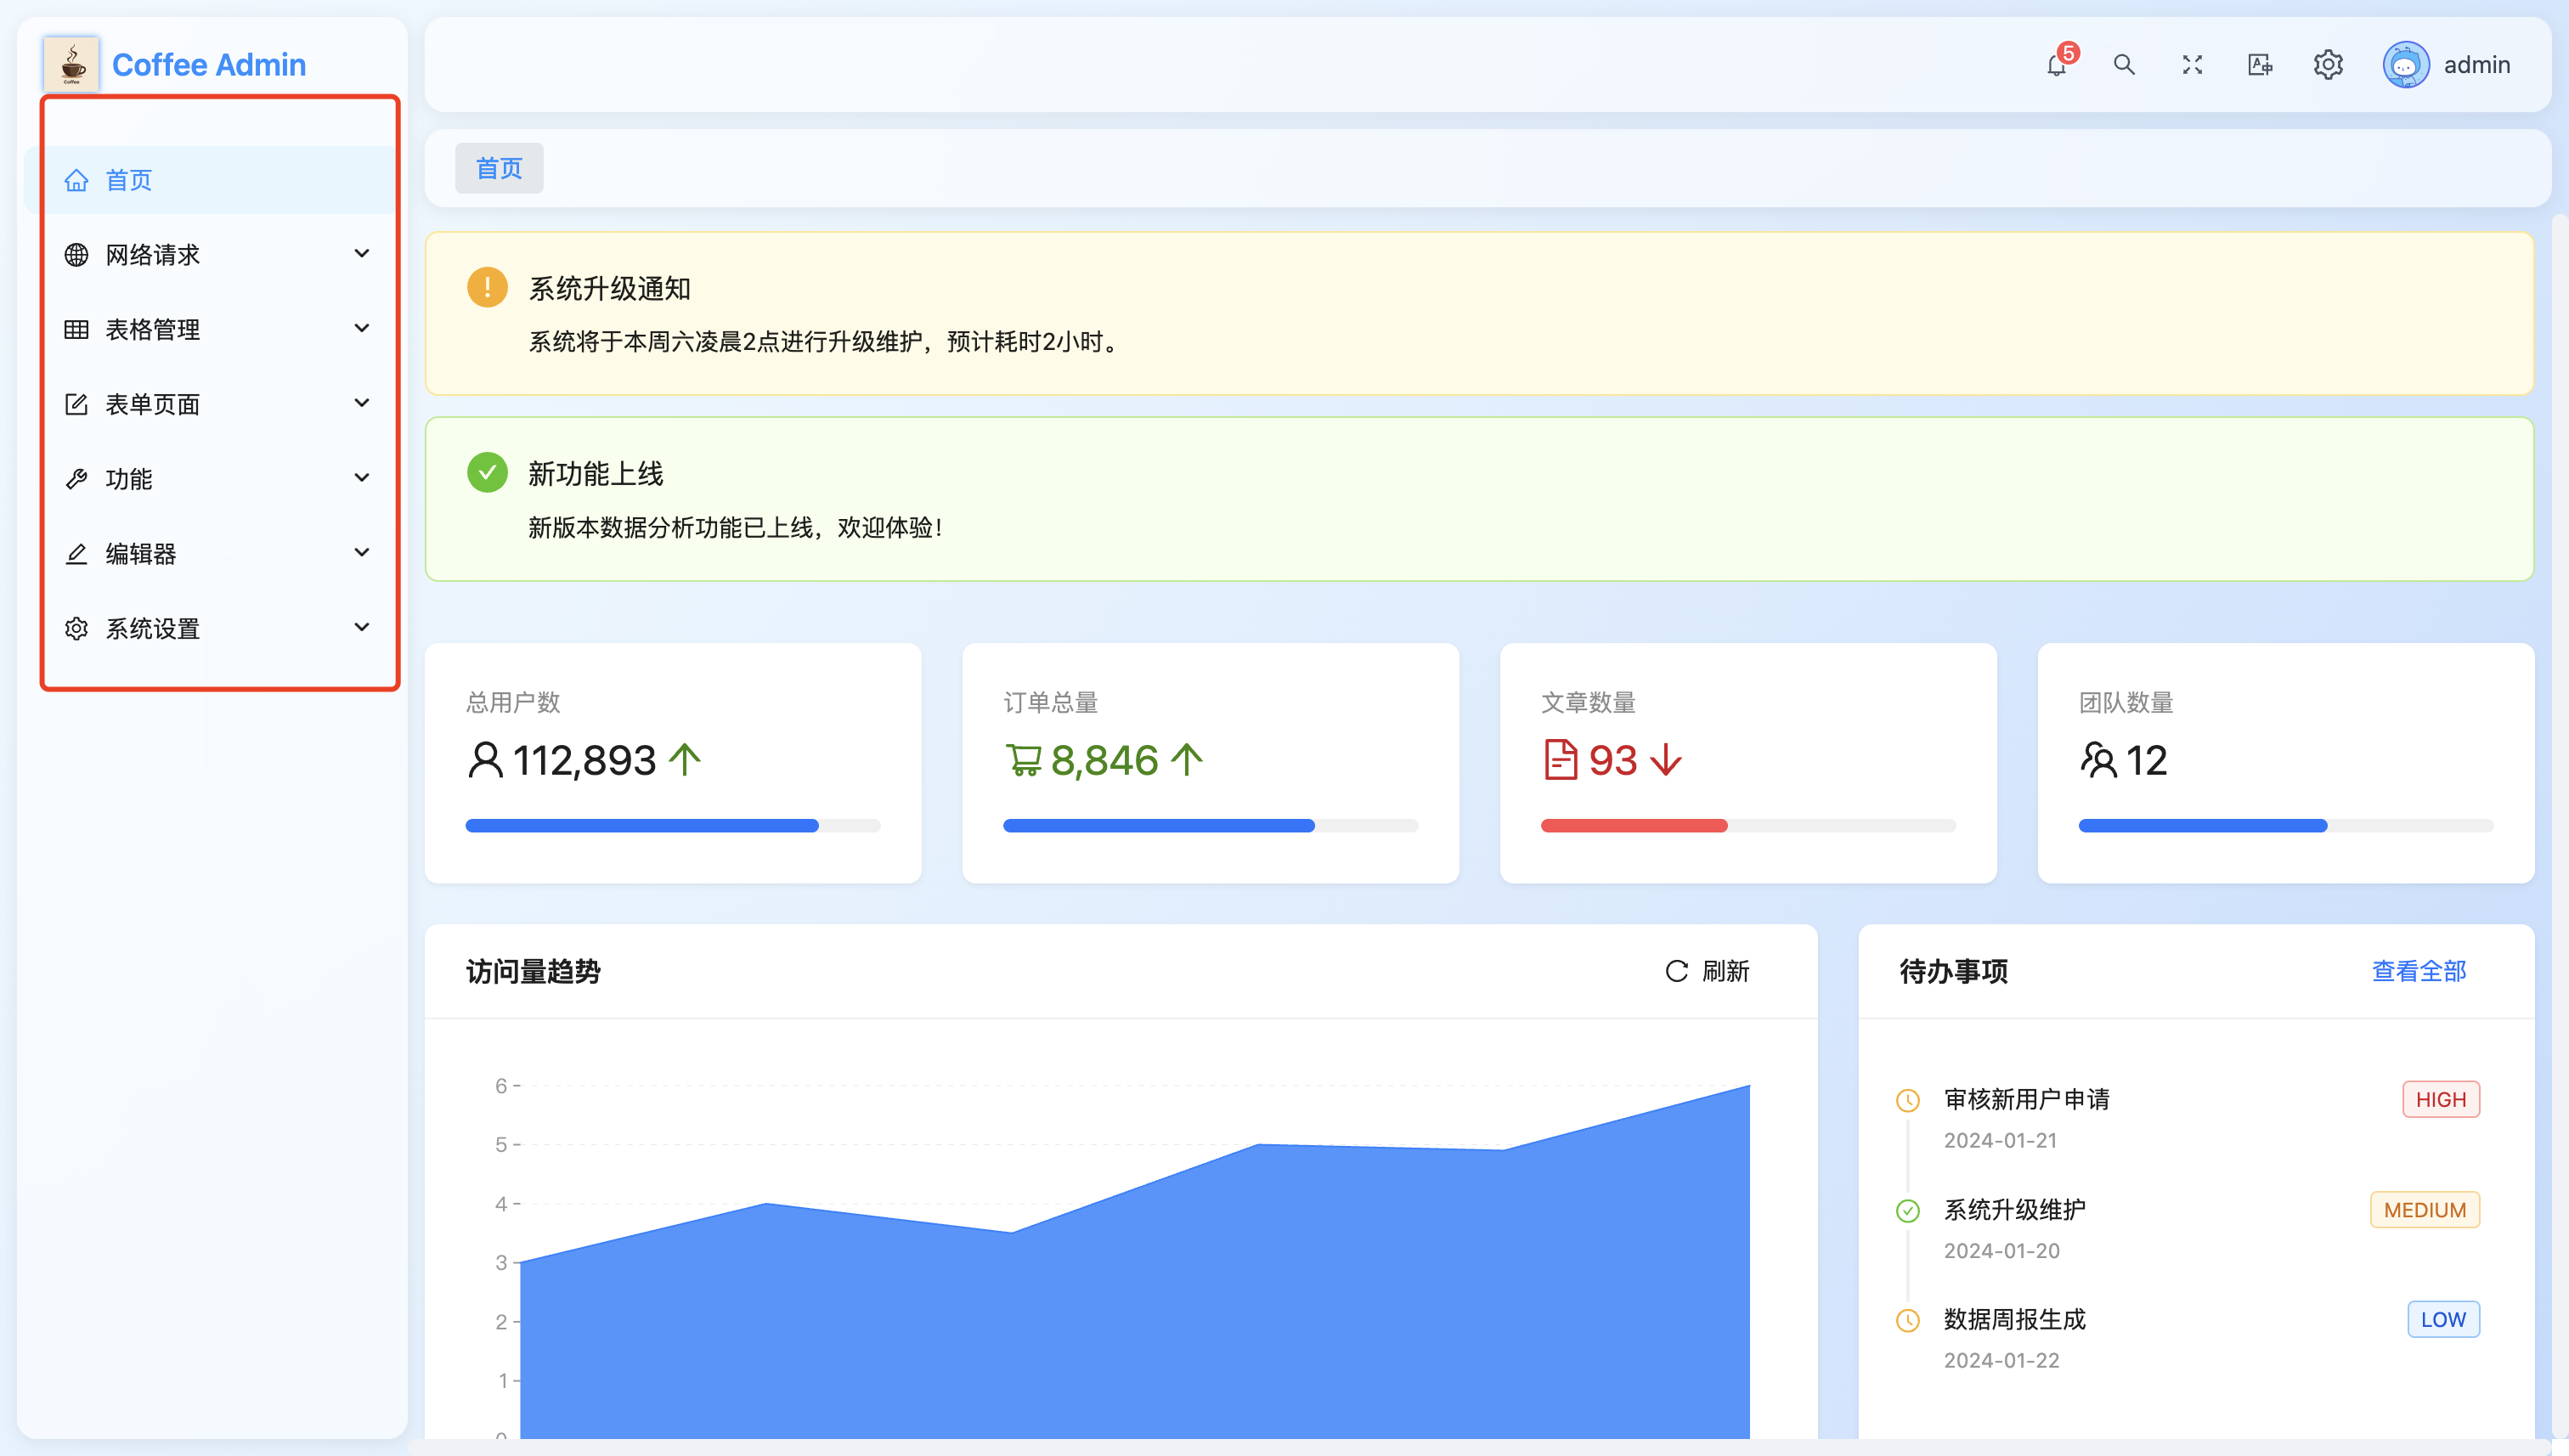 Coffee
Coffee Admin
5
admin
首页
网络请求
表格管理
表单页面
功能
编辑器
系统设置
首页
系统升级通知
系统将于本周六凌晨2点进行升级维护，预计耗时2小时。
新功能上线
新版本数据分析功能已上线，欢迎体验！
总用户数
112,893
订单总量
8,846
文章数量
93
团队数量
12
访问量趋势
刷新
6
5
4
3
2
1
0
待办事项
查看全部
审核新用户申请
HIGH
2024-01-21
系统升级维护
MEDIUM
2024-01-20
数据周报生成
LOW
2024-01-22